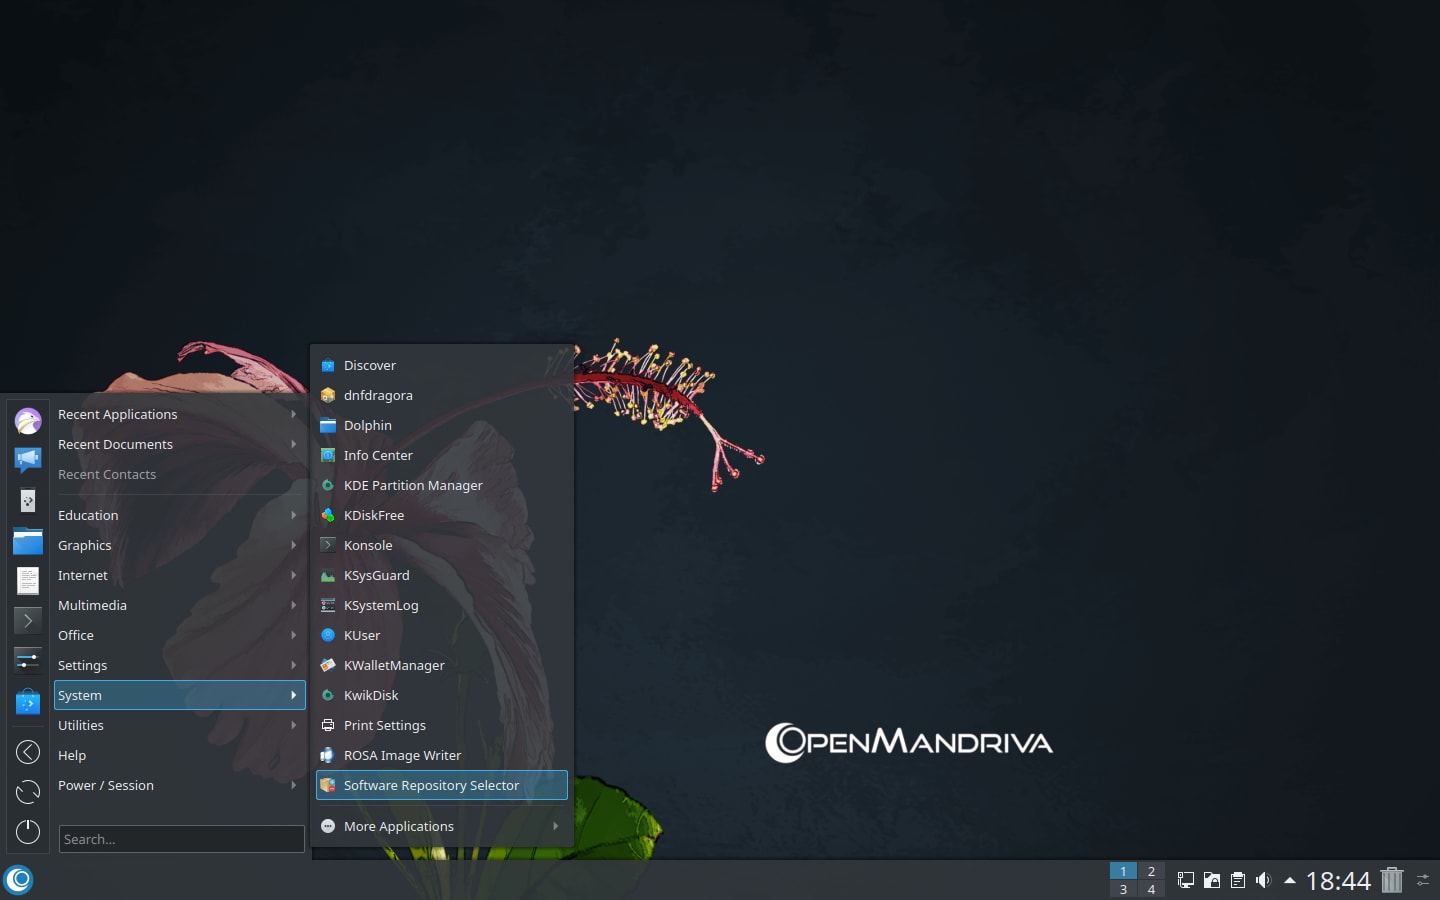 Discover
dnfdragora
Dolphin
Info Center
KDE Partition Manager
KDiskFree
Konsole
KSysGuard
KSystemLog
KUser
KWalletManager
KwikDisk
Print Settings
ROSA Image Writer
Software Repository Selector
More Applications
Recent Applications
Recent Documents
Recent Contacts
Education
Graphics
Internet
Multimedia
Office
Settings
System
Utilities
Help
Power / Session
Search...
OPENMANDRIVA
1 2
3 4
18:44